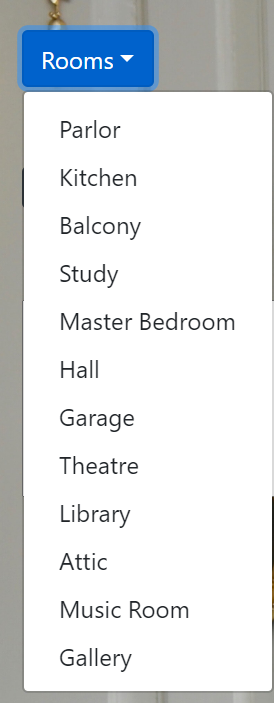 Rooms
Parlor
Kitchen
Balcony
Study
Master Bedroom
Hall
Garage
Theatre
Library
Attic
Music Room
Gallery